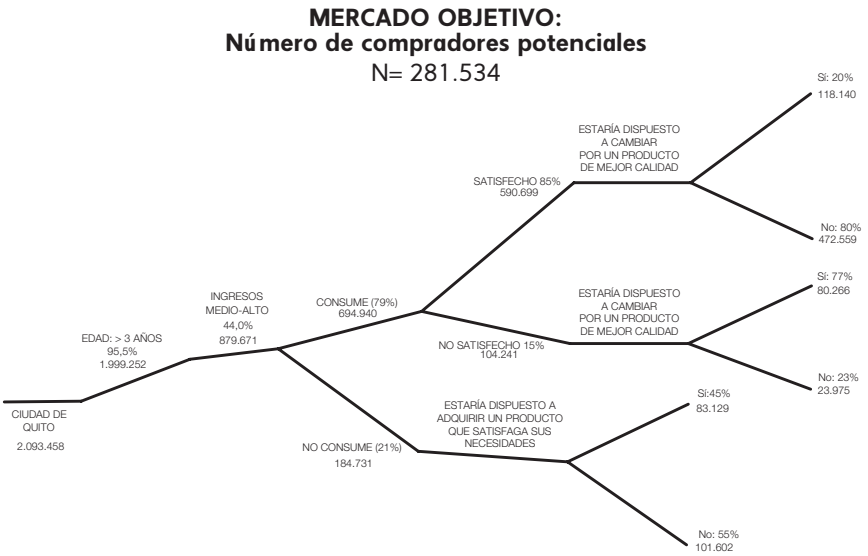 MERCADO OBJETIVO:
Número de compradores potenciales
N= 281.534
CIUDAD DE
QUITO
2.093.458
EDAD: > 3 AÑOS
95,5%
1.999.252
INGRESOS
MEDIO-ALTO
44,0%
879.671
CONSUME (79%)
694.940
SATISFECHO 85%
590.699
ESTARÍA DISPUESTO
A CAMBIAR
POR UN PRODUCTO
DE MEJOR CALIDAD
Sí: 20%
118.140
No: 80%
472.559
NO SATISFECHO 15%
104.241
ESTARÍA DISPUESTO
A CAMBIAR
POR UN PRODUCTO
DE MEJOR CALIDAD
Sí: 77%
80.266
No: 23%
23.975
NO CONSUME (21%)
184.731
ESTARÍA DISPUESTO A
ADQUIRIR UN PRODUCTO
QUE SATISFAGA SUS
NECESIDADES
Sí:45%
83.129
No: 55%
101.602